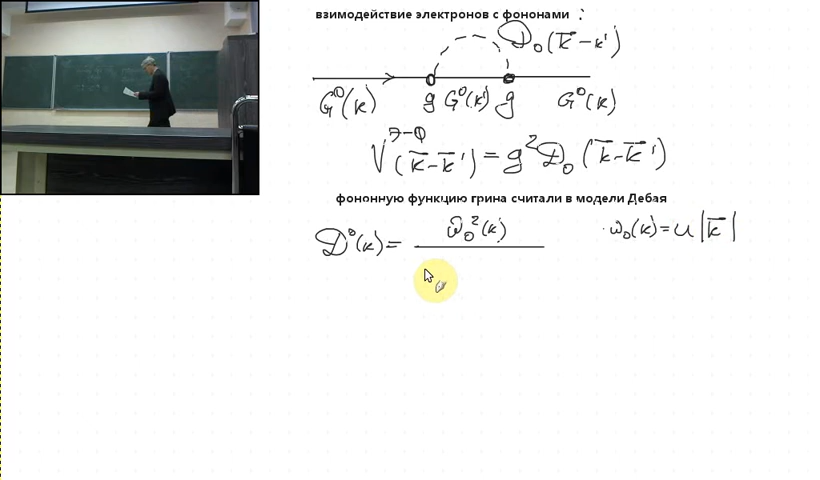 взимодействие электронов с фононами :
D₀(k̄-k')
G⁰(k) g G⁰(k') g G⁰(k)
V^э-ф(k̄-k̄') = g² D₀(k̄-k̄')
фононную функцию грина считали в модели Дебая
D⁰(k) = ω₀²(k)
ω₀(k) = u |k̄|